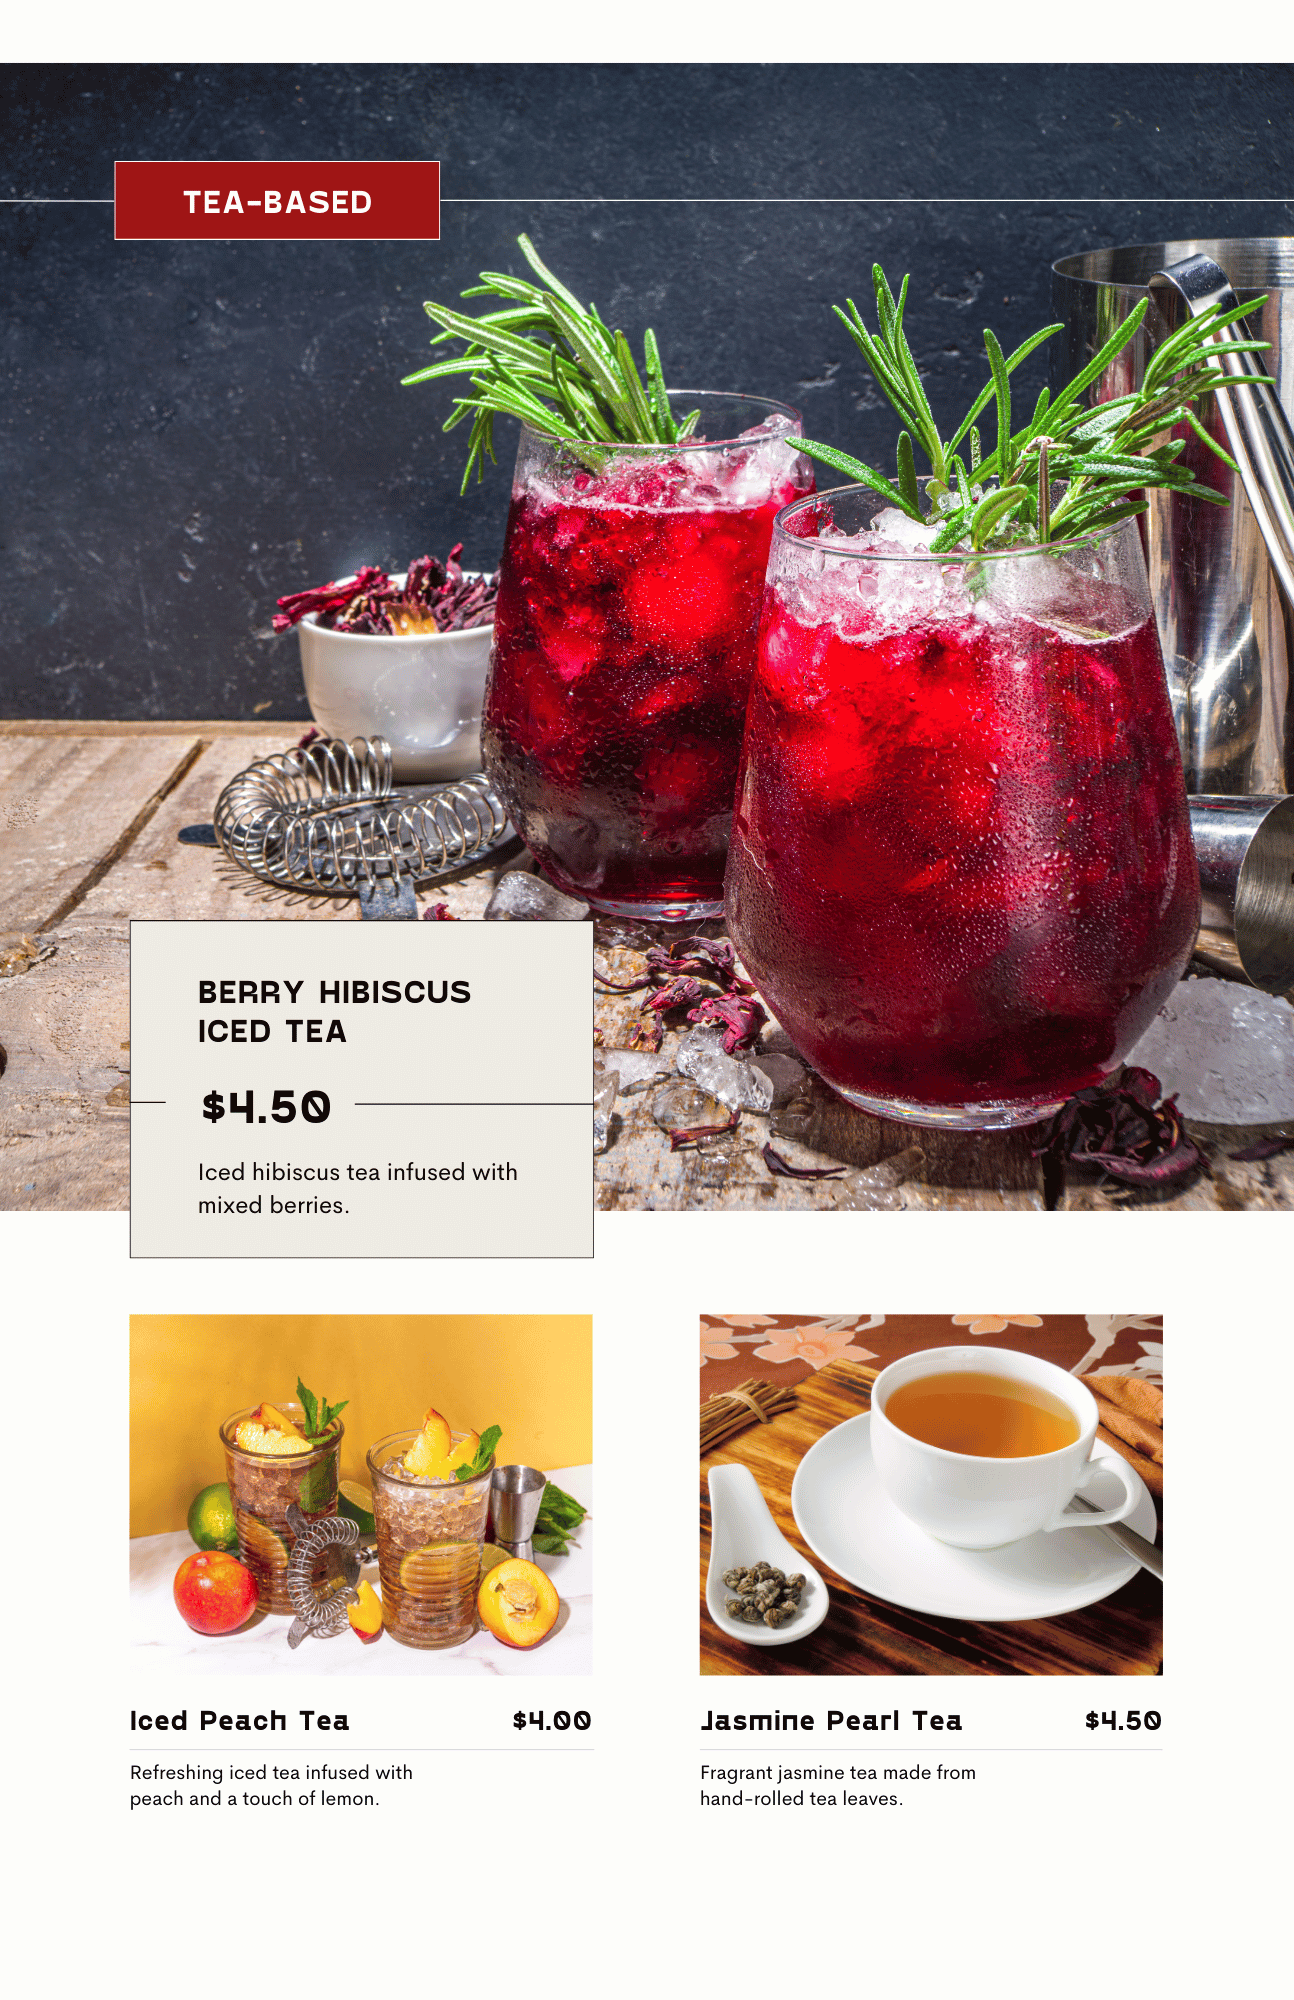 TEA-BASED
BERRY HIBISCUS
ICED TEA
$4.50
Iced hibiscus tea infused with
mixed berries.
Iced Peach Tea $4.00
Refreshing iced tea infused with
peach and a touch of lemon.
Jasmine Pearl Tea $4.50
Fragrant jasmine tea made from
hand-rolled tea leaves.